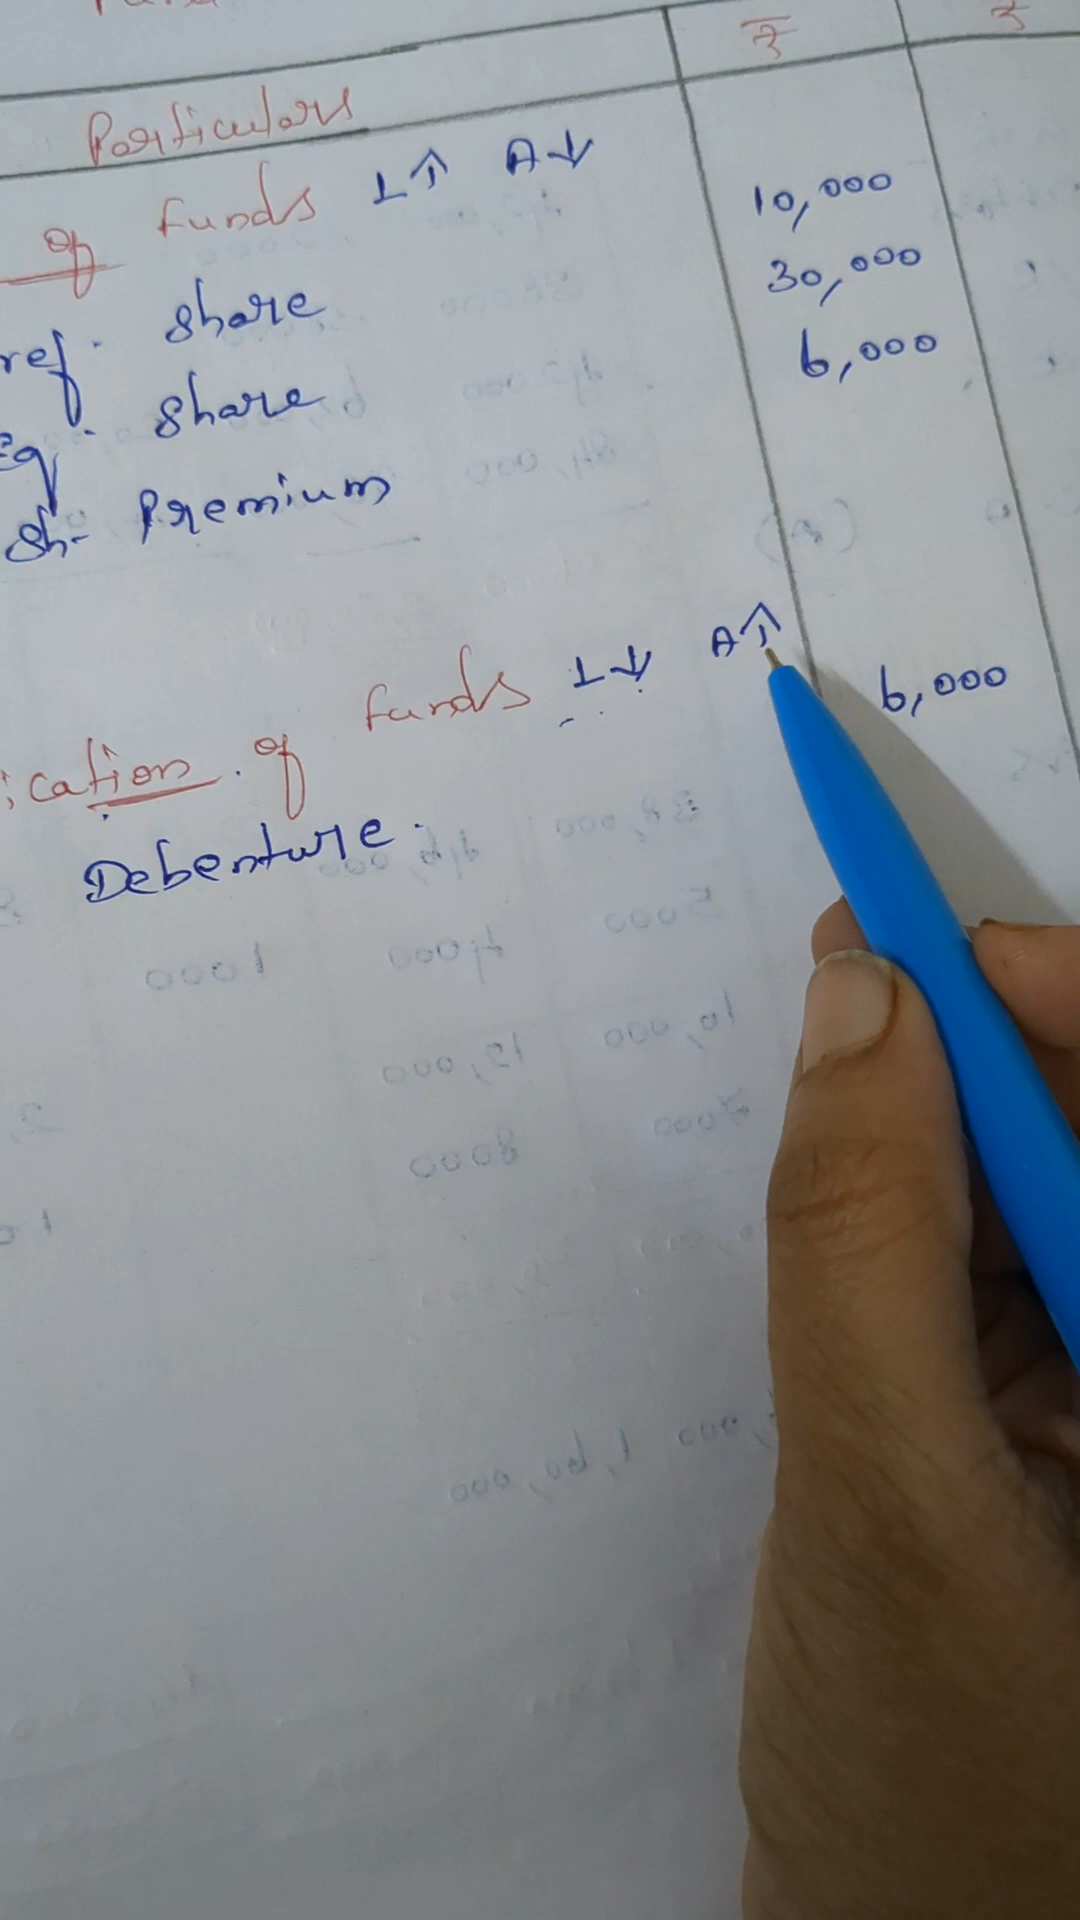 Particulars ₹ ₹
of funds L↑ A↓
ref. share 10,000
Eq. share 30,000
Sh- Premium 6,000
ication of funds L↓ A↑
Debenture. 6,000